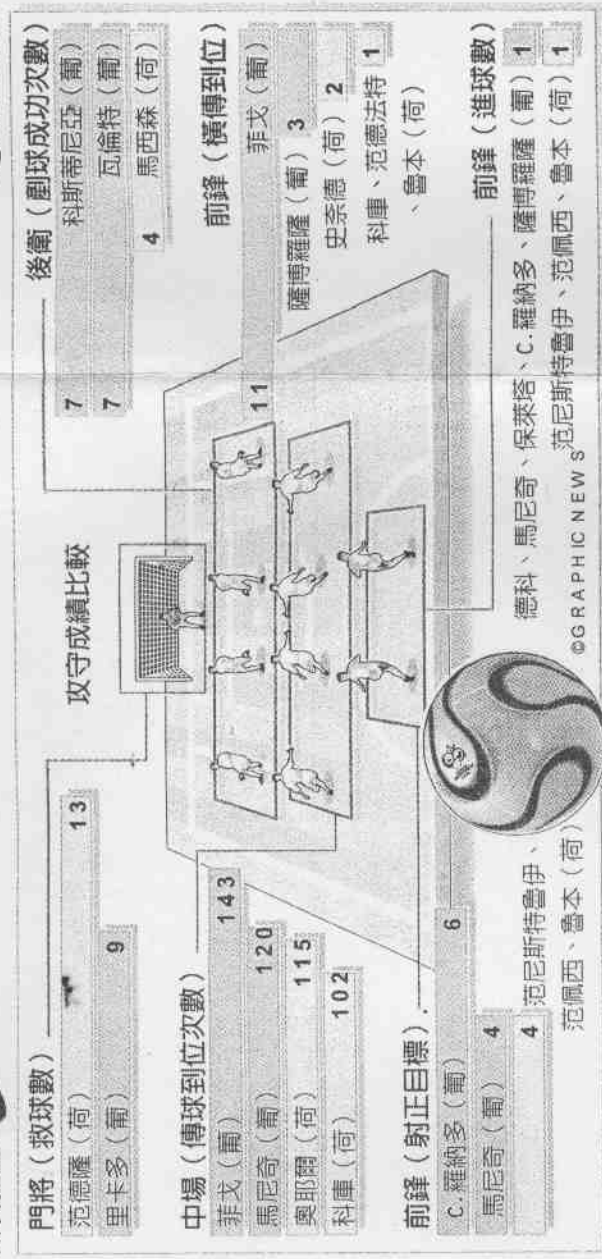 攻守成績比較
門將（救球數）
范德薩（荷） 13
里卡多（葡） 9
中場（傳球到位次數）
菲戈（葡） 143
馬尼奇（葡） 120
奧耶爾（荷） 115
科庫（荷） 102
前鋒（射正目標）
C.羅納多（葡） 6
馬尼奇（葡） 4
4 范尼斯特魯伊、
范佩西、魯本（荷）
後衛（剷球成功次數）
7 科斯蒂尼亞（葡）
7 瓦倫特（葡）
4 馬西森（荷）
前鋒（橫傳到位）
11 菲戈（葡）
薩博羅薩（葡） 3
史奈德（荷） 2
科庫、范德法特 1
、魯本（荷）
前鋒（進球數）
德科、馬尼奇、保萊塔、C.羅納多、薩博羅薩（葡） 1
范尼斯特魯伊、范佩西、魯本（荷） 1
©GRAPHIC NEWS